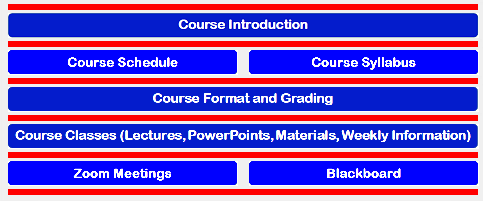 Course Introduction
Course Schedule
Course Syllabus
Course Format and Grading
Course Classes (Lectures, PowerPoints, Materials, Weekly Information)
Zoom Meetings
Blackboard